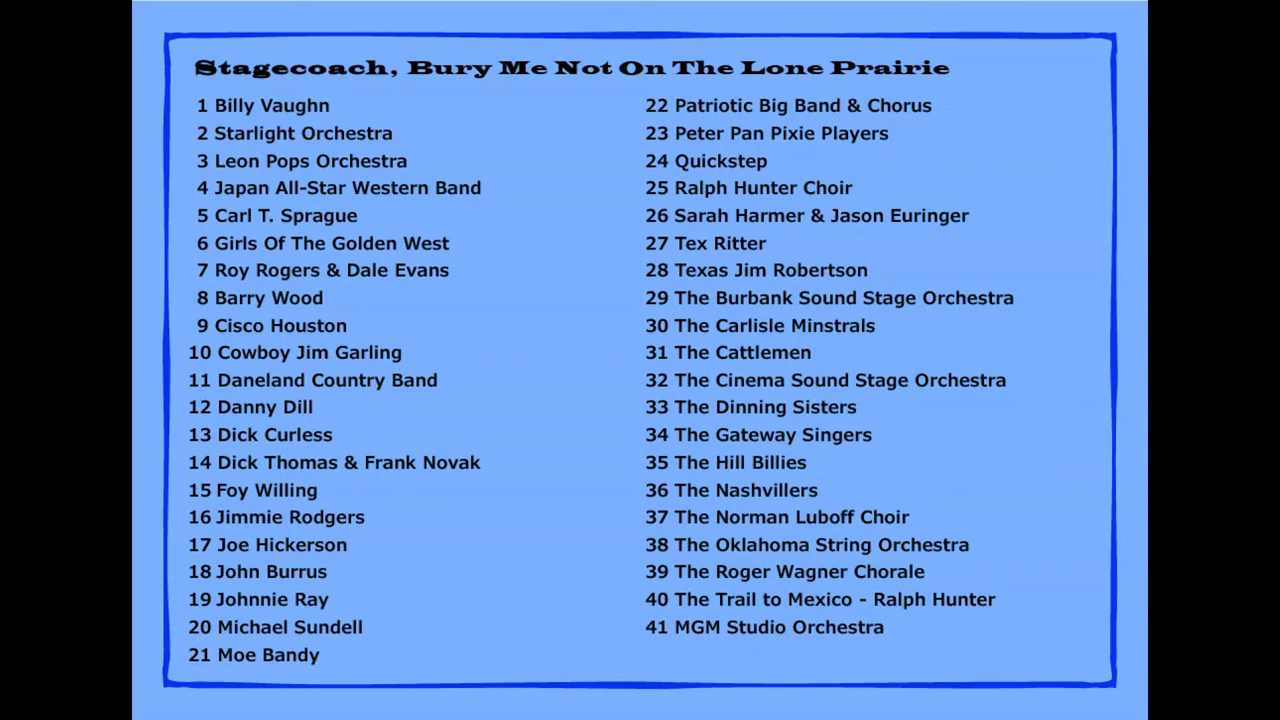 Stagecoach, Bury Me Not On The Lone Prairie
1 Billy Vaughn
2 Starlight Orchestra
3 Leon Pops Orchestra
4 Japan All-Star Western Band
5 Carl T. Sprague
6 Girls Of The Golden West
7 Roy Rogers & Dale Evans
8 Barry Wood
9 Cisco Houston
10 Cowboy Jim Garling
11 Daneland Country Band
12 Danny Dill
13 Dick Curless
14 Dick Thomas & Frank Novak
15 Foy Willing
16 Jimmie Rodgers
17 Joe Hickerson
18 John Burrus
19 Johnnie Ray
20 Michael Sundell
21 Moe Bandy
22 Patriotic Big Band & Chorus
23 Peter Pan Pixie Players
24 Quickstep
25 Ralph Hunter Choir
26 Sarah Harmer & Jason Euringer
27 Tex Ritter
28 Texas Jim Robertson
29 The Burbank Sound Stage Orchestra
30 The Carlisle Minstrals
31 The Cattlemen
32 The Cinema Sound Stage Orchestra
33 The Dinning Sisters
34 The Gateway Singers
35 The Hill Billies
36 The Nashvillers
37 The Norman Luboff Choir
38 The Oklahoma String Orchestra
39 The Roger Wagner Chorale
40 The Trail to Mexico - Ralph Hunter
41 MGM Studio Orchestra